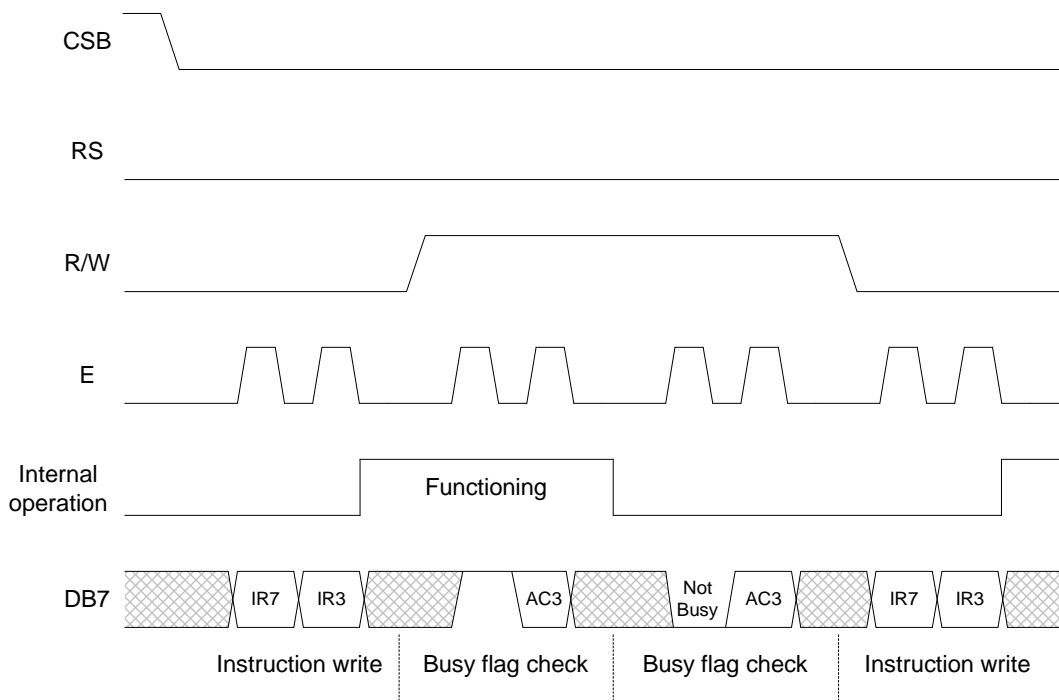 CSB
RS
R/W
E
Internal
operation
Functioning
DB7
IR7
IR3
AC3
Not
Busy
AC3
IR7
IR3
Instruction write
Busy flag check
Busy flag check
Instruction write